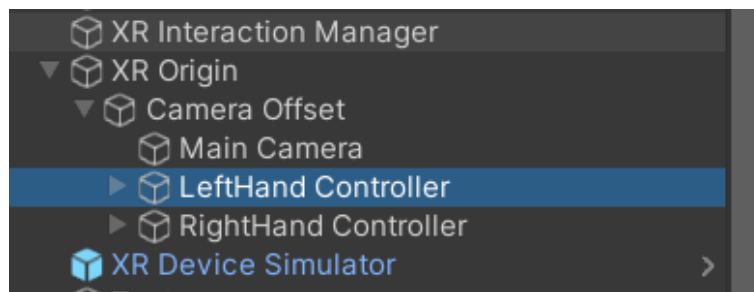 XR Interaction Manager
XR Origin
Camera Offset
Main Camera
LeftHand Controller
RightHand Controller
XR Device Simulator